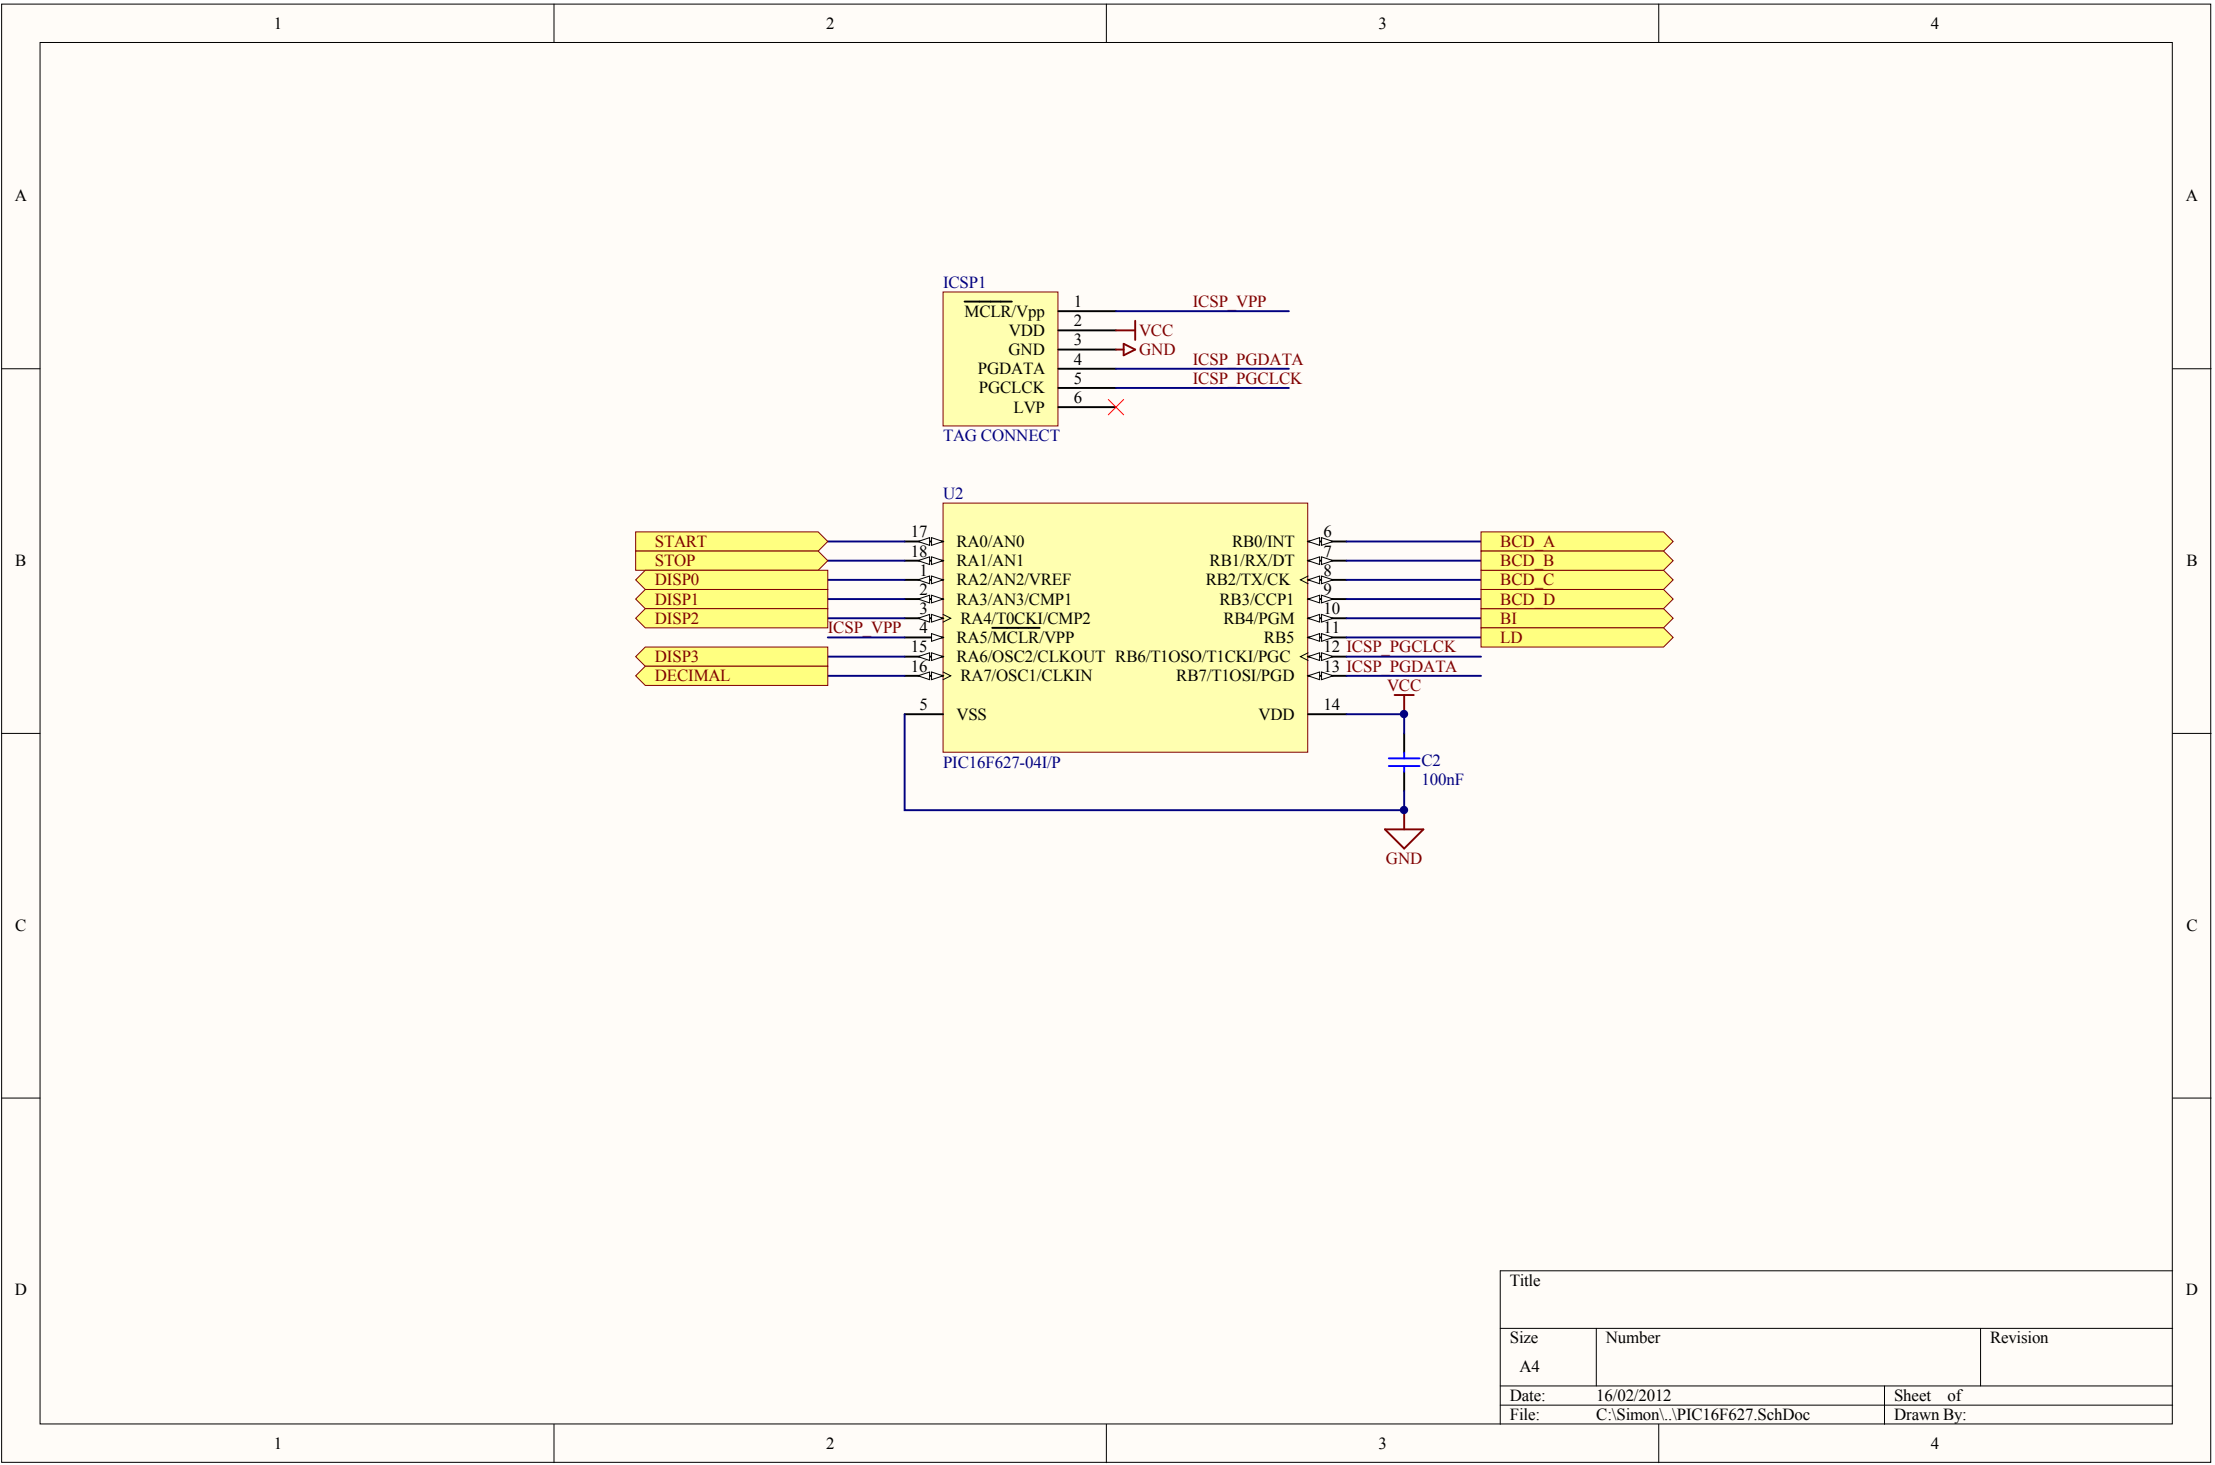 1 2 3 4
A A
ICSP1
MCLR/Vpp 1 ICSP_VPP
VDD 2 VCC
GND 3 GND
PGDATA 4 ICSP_PGDATA
PGCLCK 5 ICSP_PGCLCK
LVP 6
TAG CONNECT
U2
START 17 RA0/AN0 RB0/INT 6 BCD_A
B STOP 18 RA1/AN1 RB1/RX/DT 7 BCD_B B
DISP0 1 RA2/AN2/VREF RB2/TX/CK 8 BCD_C
DISP1 2 RA3/AN3/CMP1 RB3/CCP1 9 BCD_D
DISP2 3 RA4/T0CKI/CMP2 RB4/PGM 10 BI
ICSP_VPP 4 RA5/MCLR/VPP RB5 11 LD
DISP3 15 RA6/OSC2/CLKOUT RB6/T1OSO/T1CKI/PGC 12 ICSP_PGCLCK
DECIMAL 16 RA7/OSC1/CLKIN RB7/T1OSI/PGD 13 ICSP_PGDATA
VCC
5 VSS VDD 14
PIC16F627-04I/P C2
100nF
GND
C C
D D
Title
Size Number Revision
A4
Date: 16/02/2012 Sheet of
File: C:\Simon\..\PIC16F627.SchDoc Drawn By:
1 2 3 4